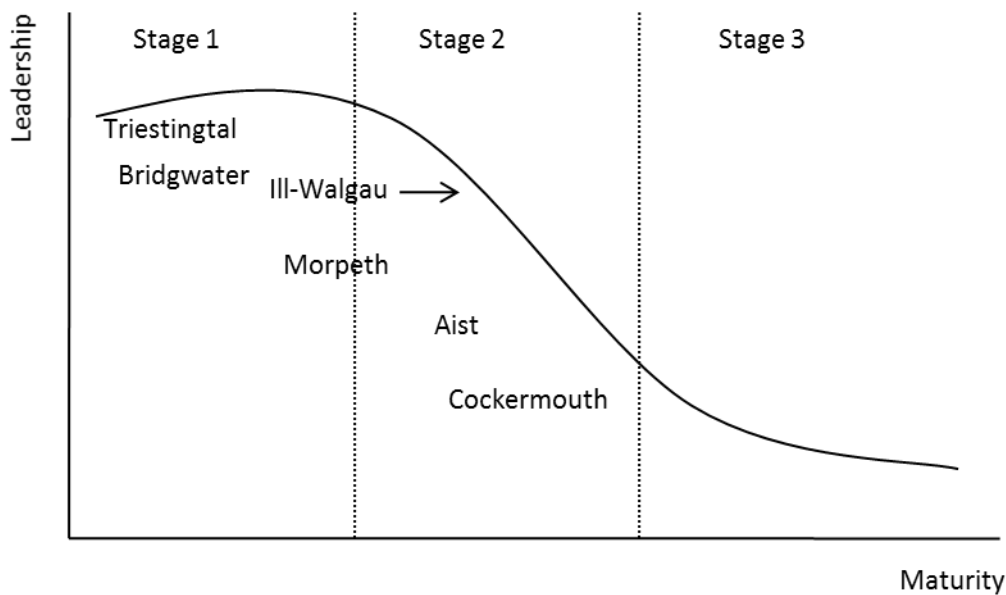 Leadership
Stage 1
Stage 2
Stage 3
Triestingtal
Bridgwater
Ill-Walgau
Morpeth
Aist
Cockermouth
Maturity